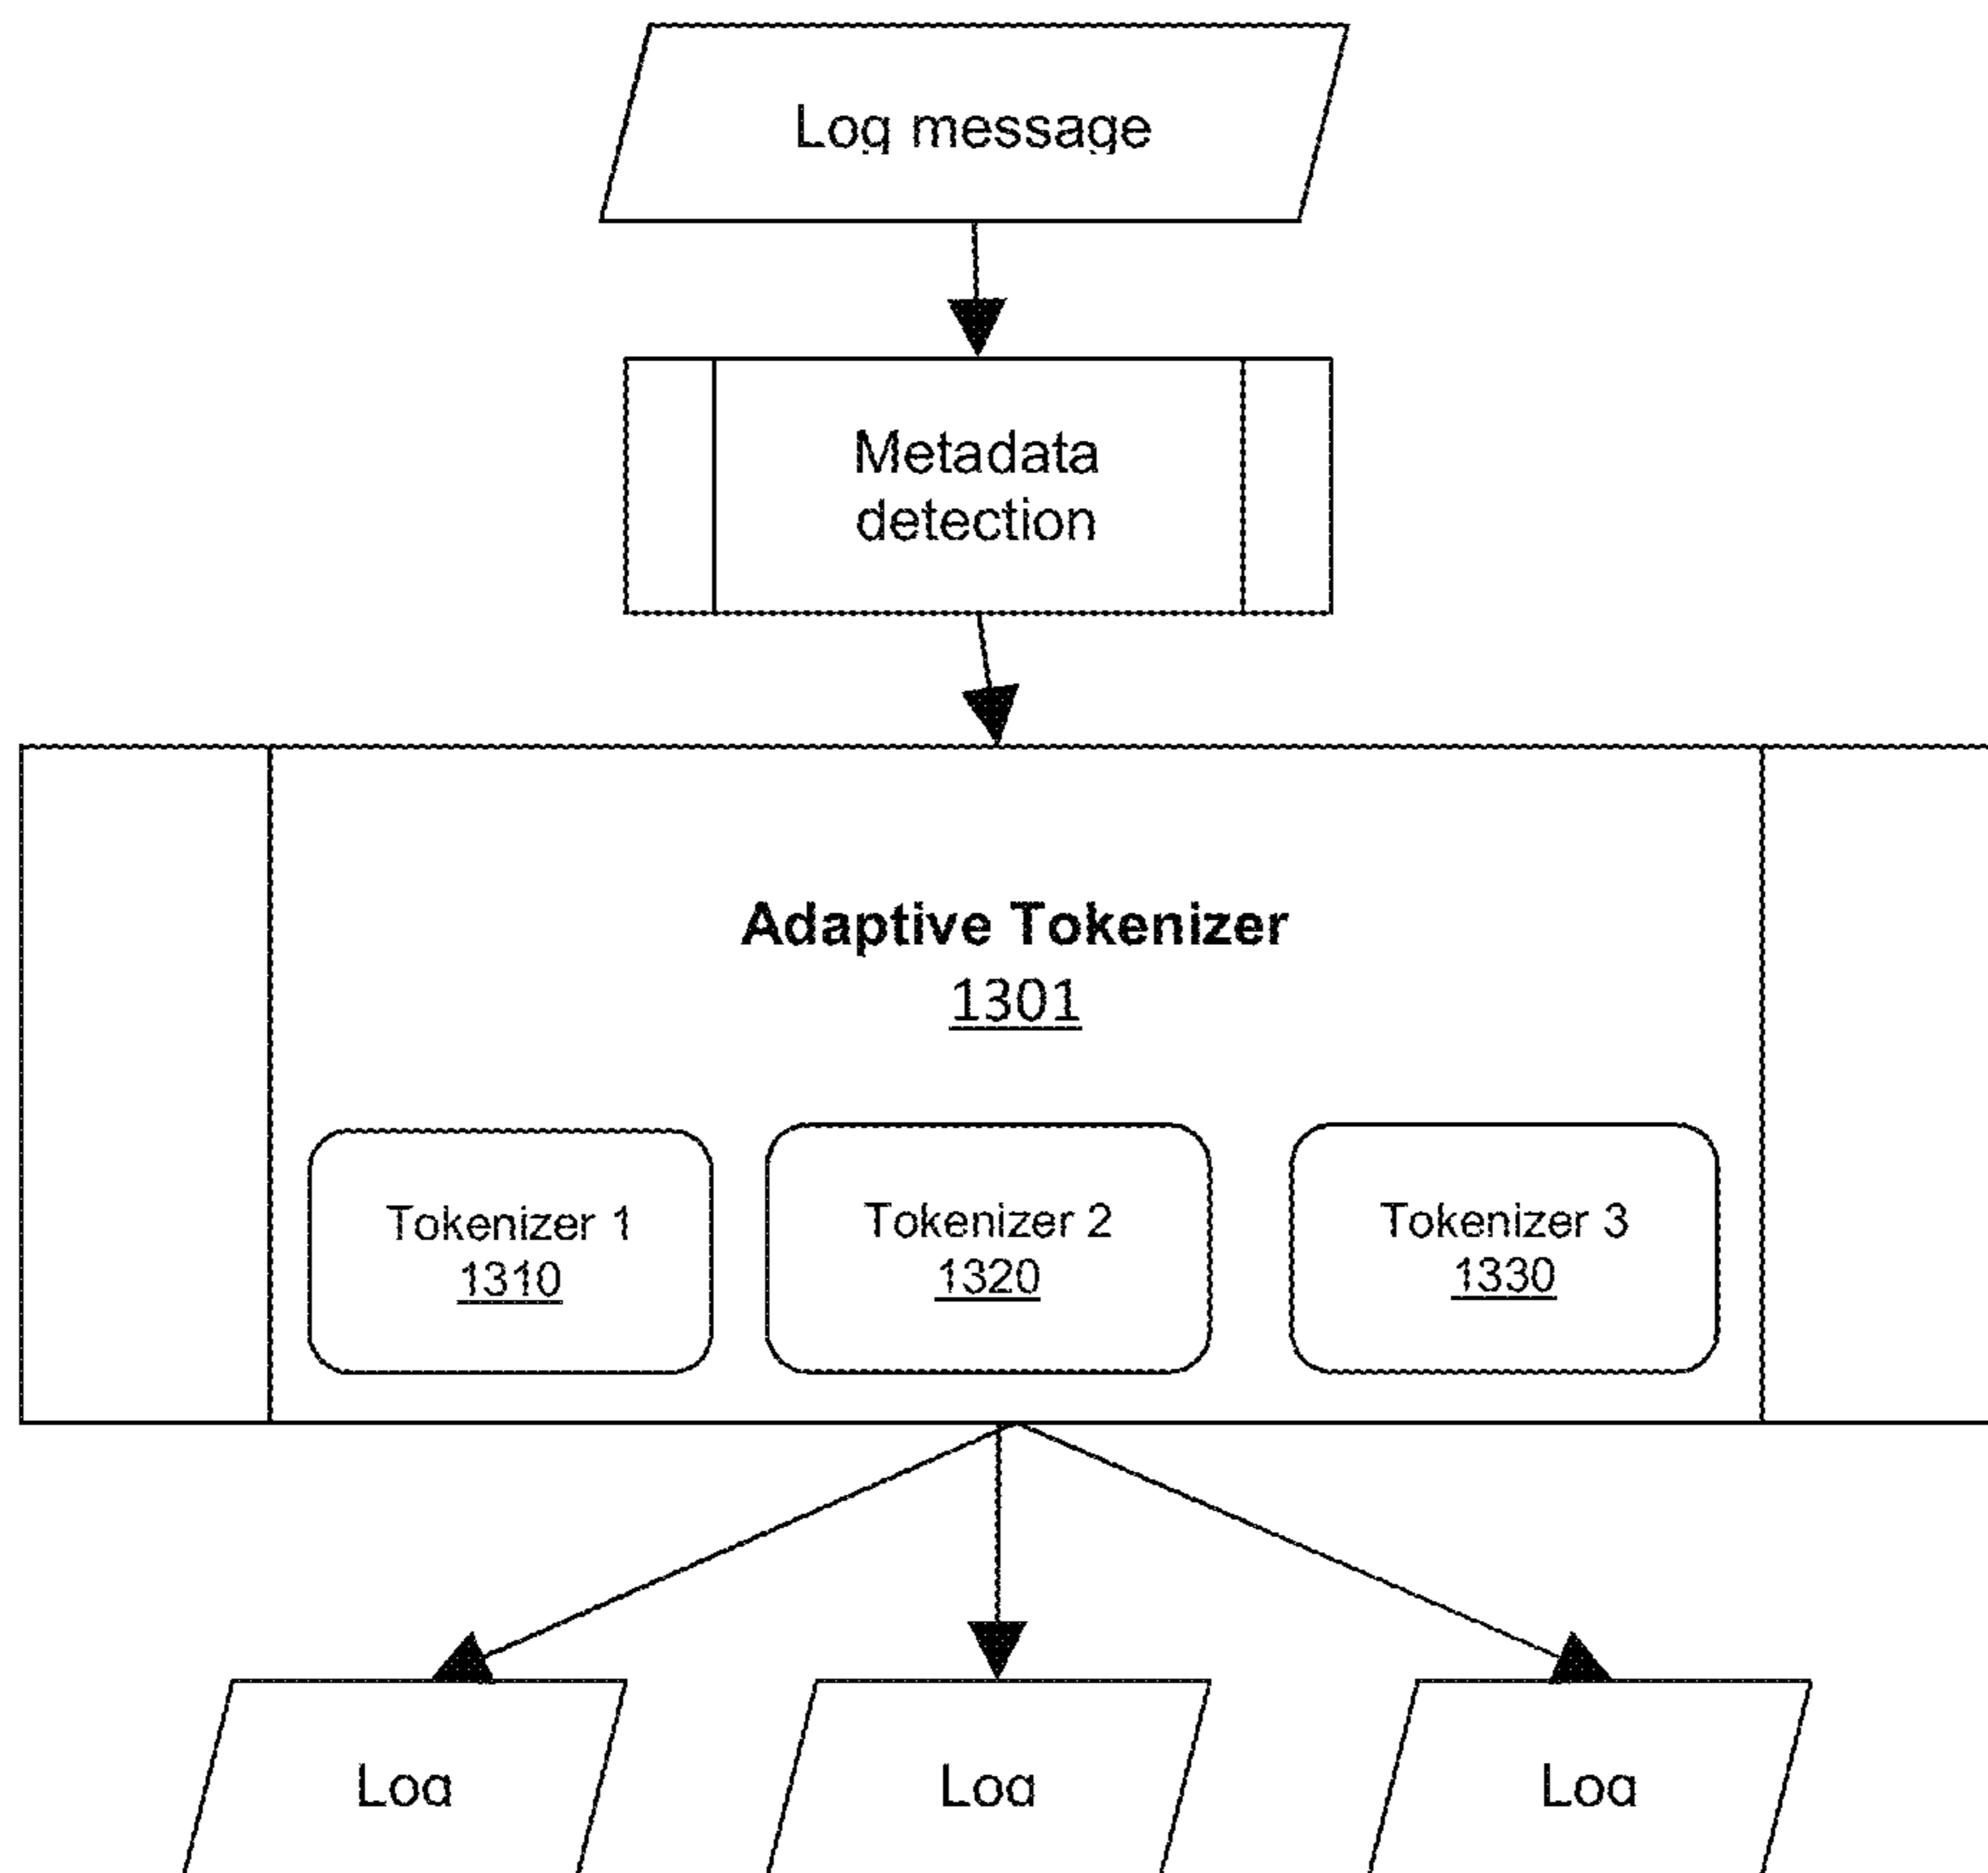 Log message
Metadata
detection
Adaptive Tokenizer
1301
Tokenizer 1
1310
Tokenizer 2
1320
Tokenizer 3
1330
Log
Log
Log